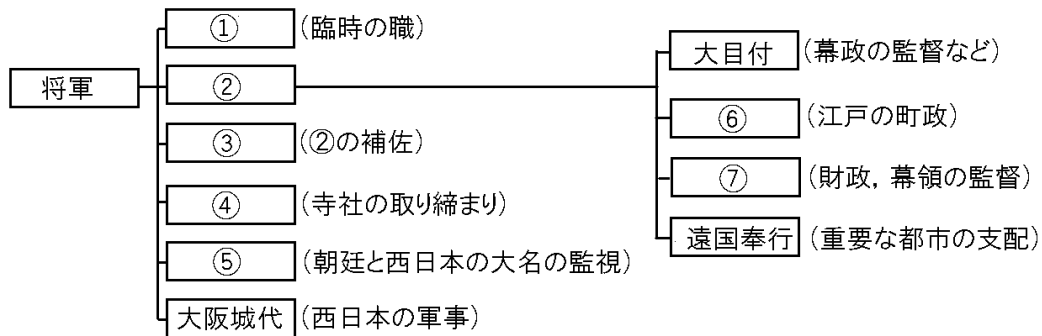 将軍
① (臨時の職)
②
③ (②の補佐)
④ (寺社の取り締まり)
⑤ (朝廷と西日本の大名の監視)
大阪城代 (西日本の軍事)
大目付 (幕政の監督など)
⑥ (江戸の町政)
⑦ (財政,幕領の監督)
遠国奉行 (重要な都市の支配)